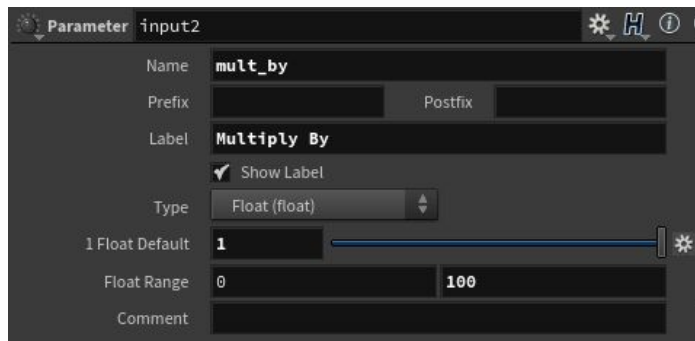 Parameter input2
Name mult_by
Prefix Postfix
Label Multiply By
Show Label
Type Float (float)
1 Float Default 1
Float Range 0 100
Comment